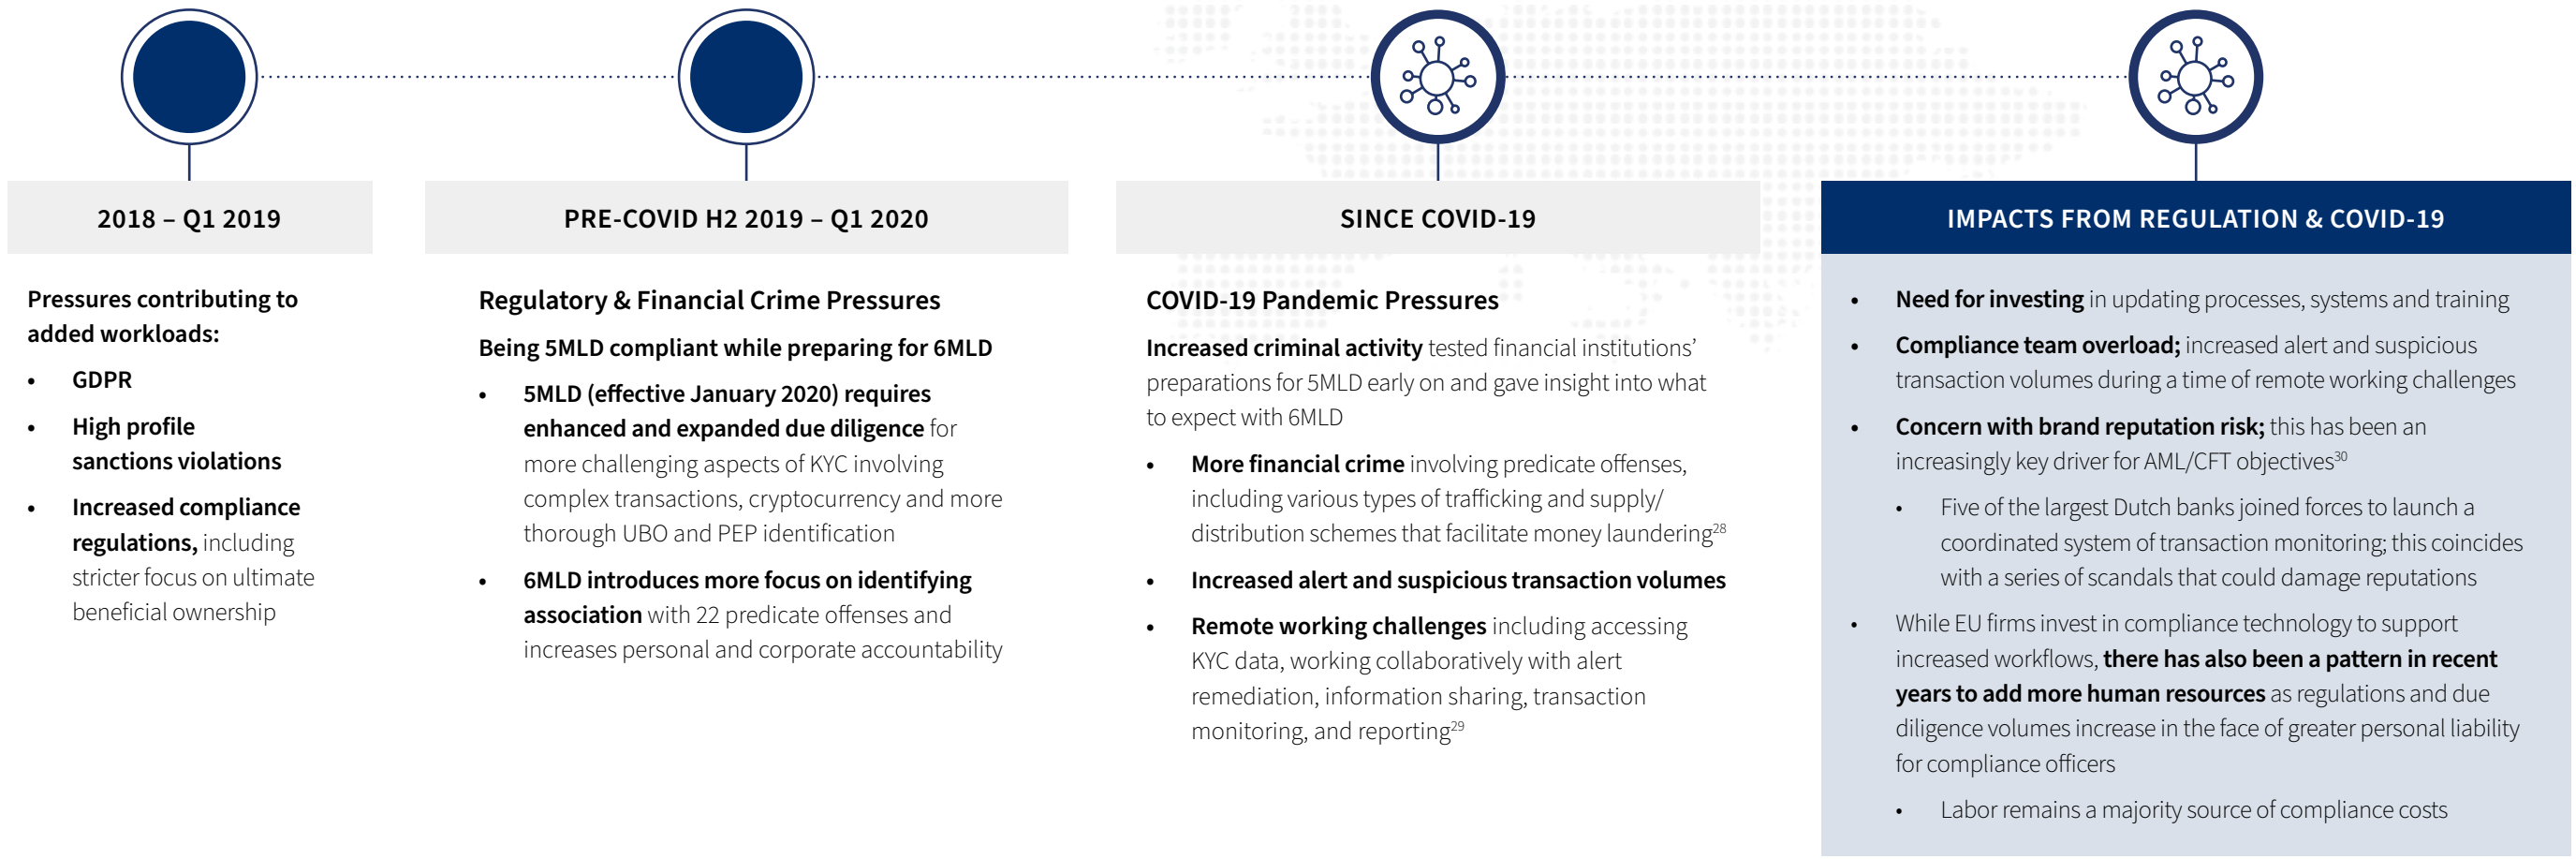 2018 – Q1 2019
Pressures contributing to
added workloads:
• GDPR
• High profile
sanctions violations
• Increased compliance
regulations, including
stricter focus on ultimate
beneficial ownership
PRE-COVID H2 2019 – Q1 2020
Regulatory & Financial Crime Pressures
Being 5MLD compliant while preparing for 6MLD
• 5MLD (effective January 2020) requires
enhanced and expanded due diligence for
more challenging aspects of KYC involving
complex transactions, cryptocurrency and more
thorough UBO and PEP identification
• 6MLD introduces more focus on identifying
association with 22 predicate offenses and
increases personal and corporate accountability
SINCE COVID-19
COVID-19 Pandemic Pressures
Increased criminal activity tested financial institutions’
preparations for 5MLD early on and gave insight into what
to expect with 6MLD
• More financial crime involving predicate offenses,
including various types of trafficking and supply/
distribution schemes that facilitate money laundering28
• Increased alert and suspicious transaction volumes
• Remote working challenges including accessing
KYC data, working collaboratively with alert
remediation, information sharing, transaction
monitoring, and reporting29
IMPACTS FROM REGULATION & COVID-19
• Need for investing in updating processes, systems and training
• Compliance team overload; increased alert and suspicious
transaction volumes during a time of remote working challenges
• Concern with brand reputation risk; this has been an
increasingly key driver for AML/CFT objectives30
• Five of the largest Dutch banks joined forces to launch a
coordinated system of transaction monitoring; this coincides
with a series of scandals that could damage reputations
• While EU firms invest in compliance technology to support
increased workflows, there has also been a pattern in recent
years to add more human resources as regulations and due
diligence volumes increase in the face of greater personal liability
for compliance officers
• Labor remains a majority source of compliance costs